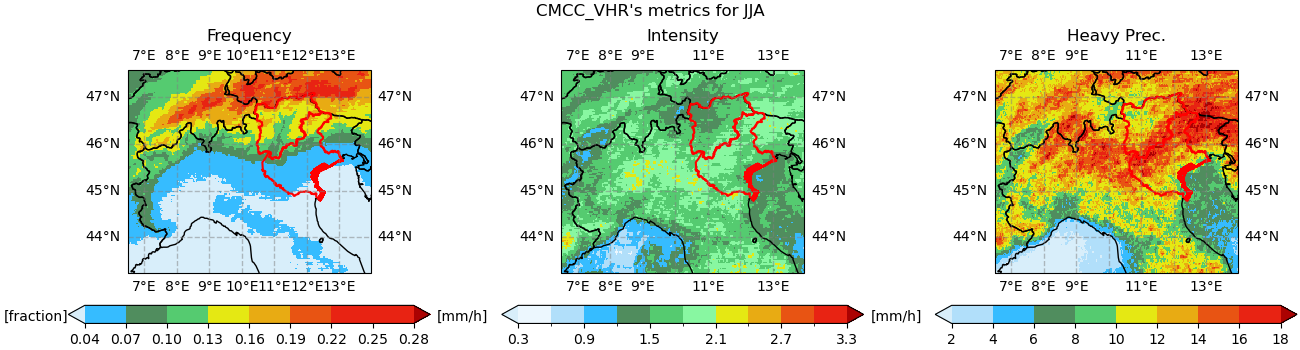 CMCC_VHR's metrics for JJA
Frequency Intensity Heavy Prec.
7°E 8°E 9°E 10°E 11°E 12°E 13°E 7°E 8°E 9°E 11°E 13°E 7°E 8°E 9°E 11°E 13°E
47°N 47°N 47°N 47°N
46°N 46°N 46°N 46°N
45°N 45°N 45°N 45°N
44°N 44°N 44°N 44°N
7°E 8°E 9°E 10°E 11°E 12°E 13°E 7°E 8°E 9°E 11°E 13°E 7°E 8°E 9°E 11°E 13°E
[fraction] [mm/h] [mm/h]
0.04 0.07 0.10 0.13 0.16 0.19 0.22 0.25 0.28 0.3 0.9 1.5 2.1 2.7 3.3 2 4 6 8 10 12 14 16 18